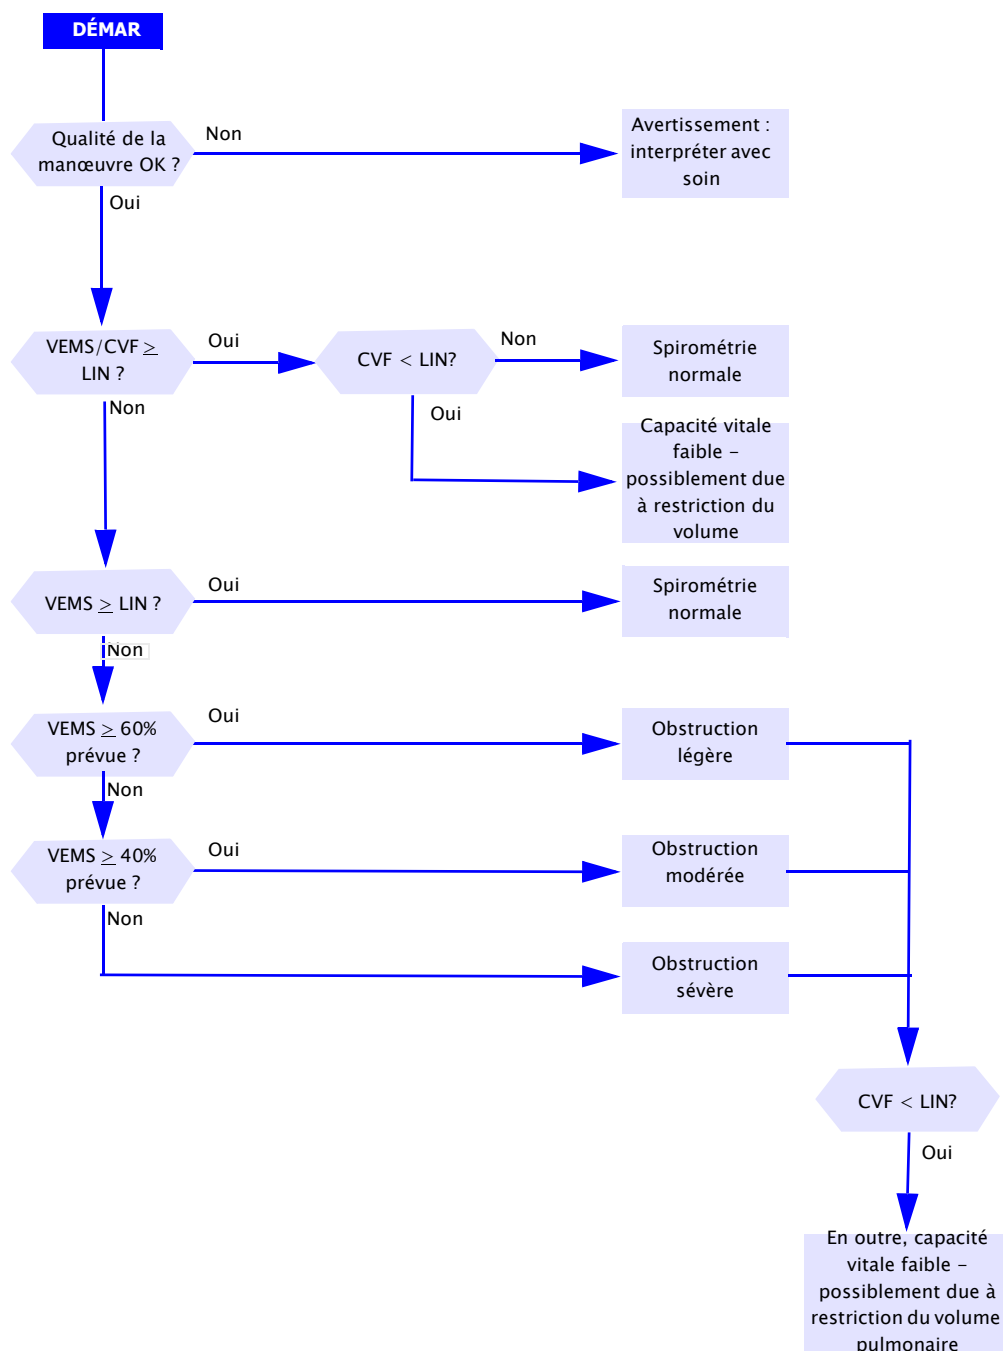 DÉMAR
Qualité de la
manœuvre OK ?
Non
Avertissement :
interpréter avec
soin
Oui
VEMS/CVF ≥
LIN ?
Oui
CVF < LIN?
Non
Spirométrie
normale
Non
Oui
Capacité vitale
faible –
possiblement due
à restriction du
volume
VEMS ≥ LIN ?
Oui
Spirométrie
normale
Non
VEMS ≥ 60%
prévue ?
Oui
Obstruction
légère
Non
VEMS ≥ 40%
prévue ?
Oui
Obstruction
modérée
Non
Obstruction
sévère
CVF < LIN?
Oui
En outre, capacité
vitale faible –
possiblement due à
restriction du volume
pulmonaire